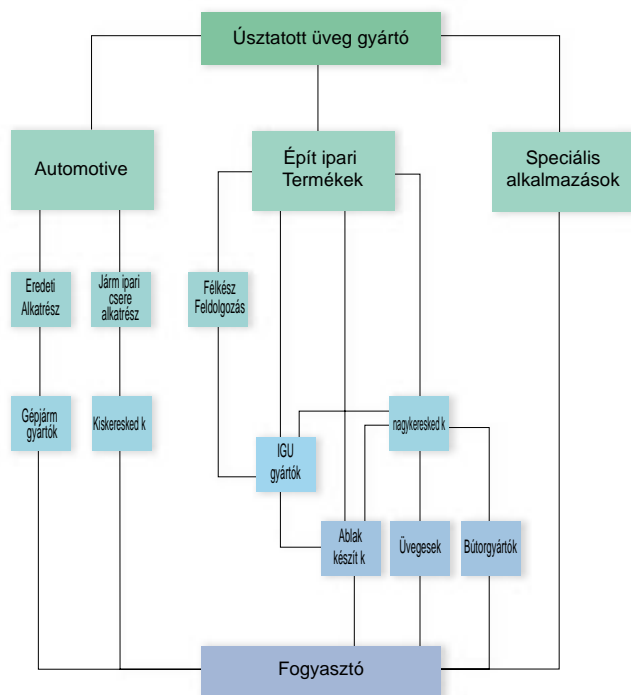 Úsztatott üveg gyártó
Automotive
Épít ipari
Termékek
Speciális
alkalmazások
Eredeti
Alkatrész
Járm ipari
csere
alkatrész
Félkész
Feldolgozás
Gépjárm
gyártók
Kiskeresked k
nagykeresked k
IGU
gyártók
Ablak
készít k
Üvegesek
Bútorgyártók
Fogyasztó